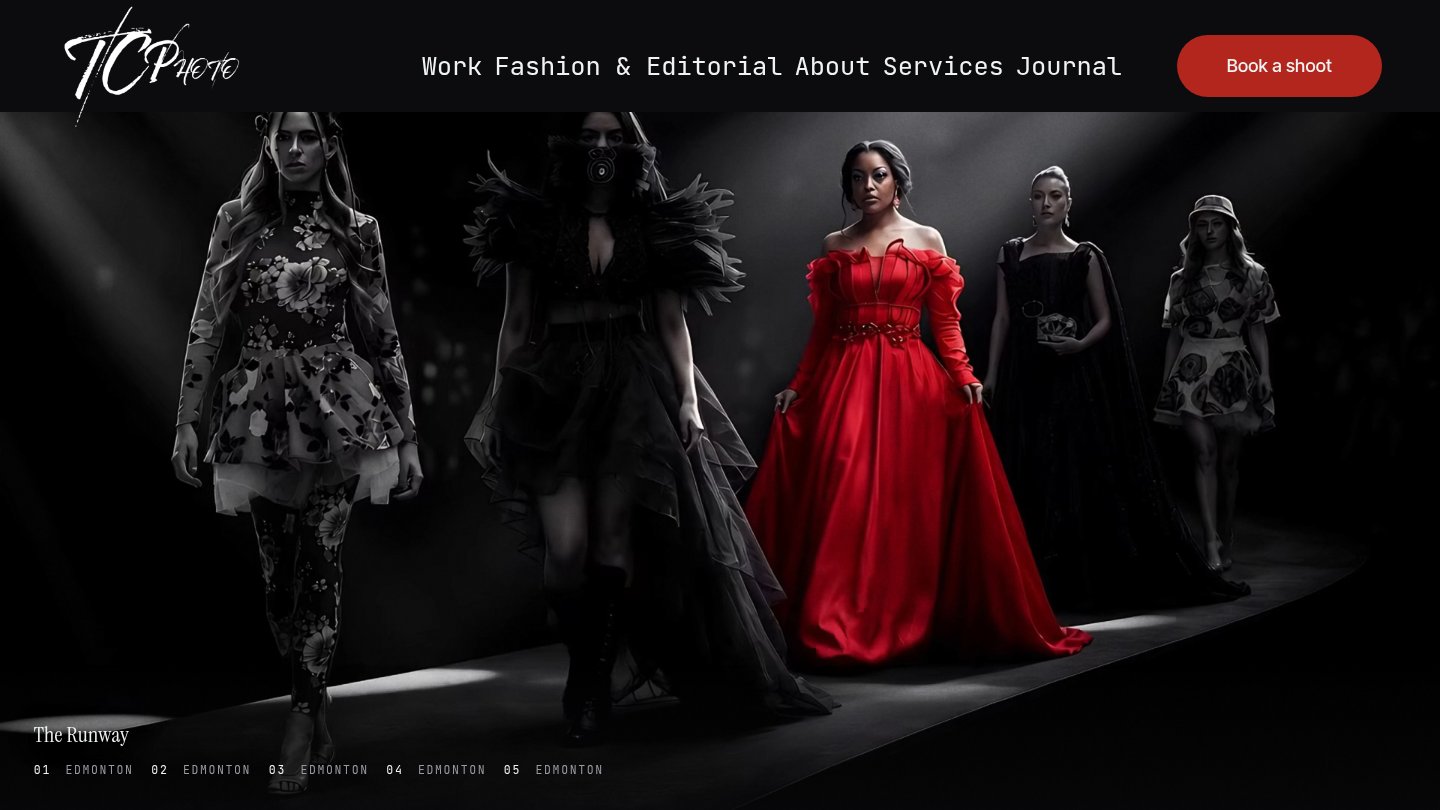 TCPHOTO
Work Fashion & Editorial About Services Journal
Book a shoot
The Runway
01 EDMONTON 02 EDMONTON 03 EDMONTON 04 EDMONTON 05 EDMONTON